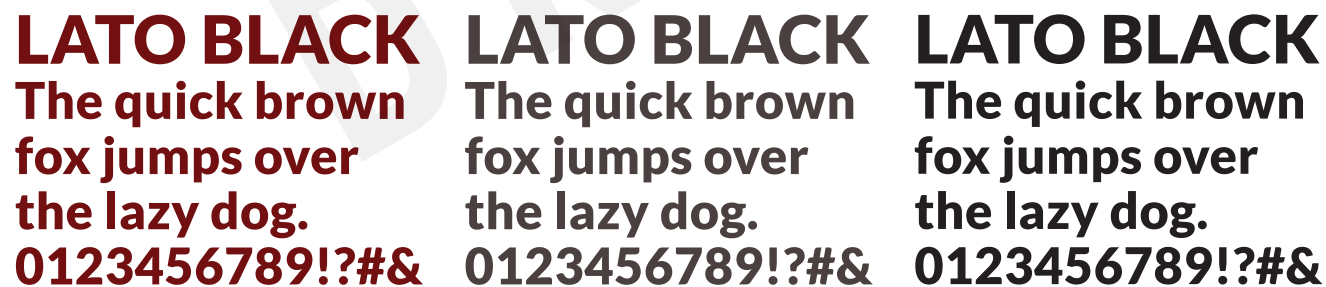 LATO BLACK
The quick brown
fox jumps over
the lazy dog.
0123456789!?#&
LATO BLACK
The quick brown
fox jumps over
the lazy dog.
0123456789!?#&
LATO BLACK
The quick brown
fox jumps over
the lazy dog.
0123456789!?#&